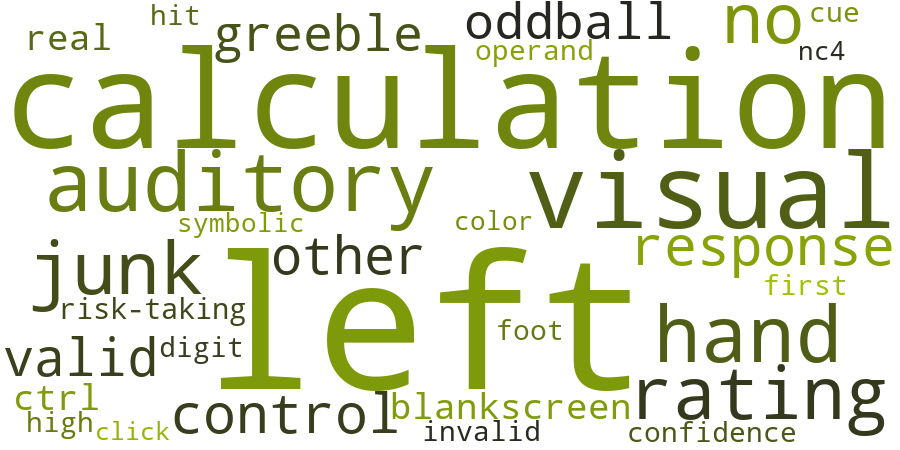 hit
cue
real
greeble
oddball
no
operand
nc4
calculation
auditory
visual
symbolic
color
response
junk
other
first
risk-taking
left
foot
hand
valid
digit
rating
ctrl
control
blankscreen
high
click
invalid
confidence